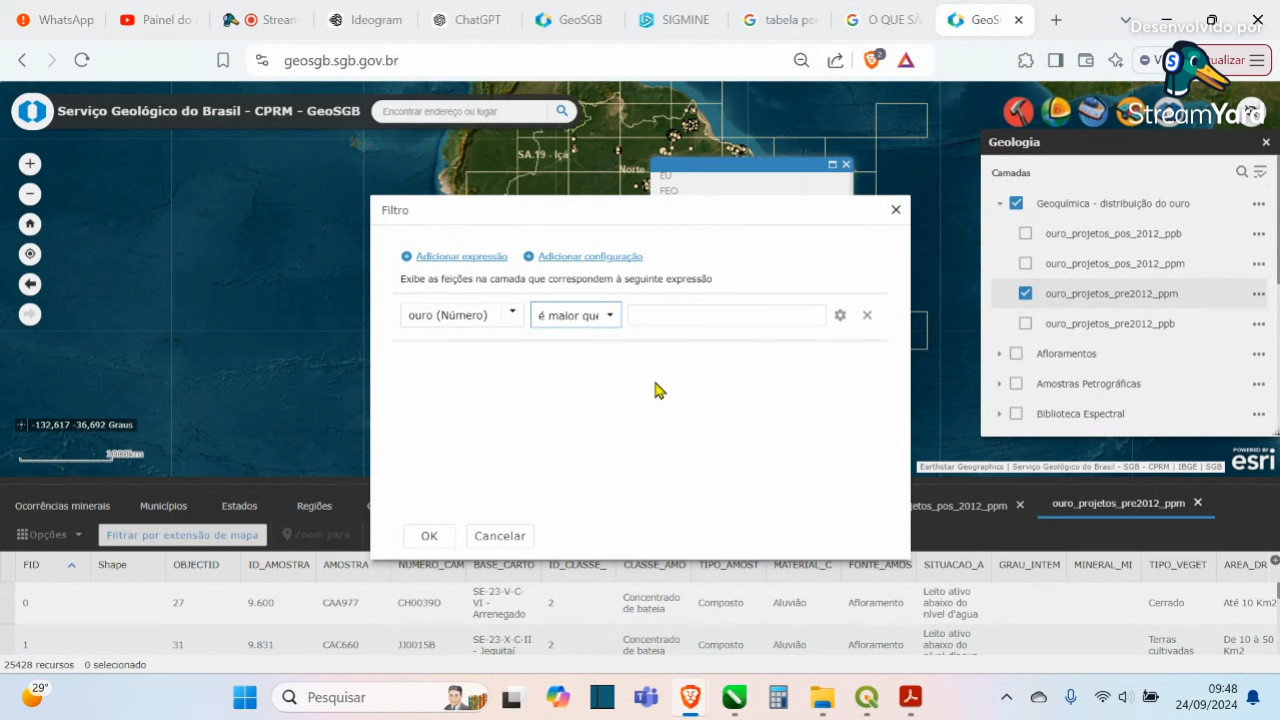 WhatsApp
Painel do
Stream
Ideogram
ChatGPT
GeoSGB
SIGMINE
tabela per
O QUE SÃ
GeoS
Desenvolvido por
geosgb.sgb.gov.br
2
tualizar
StreamYard
Serviço Geológico do Brasil - CPRM - GeoSGB
Encontrar endereço ou lugar
SA.19 - Içá
Norte
EU
FEO
Geologia
Camadas
Geoquímica - distribuição do ouro
ouro_projetos_pos_2012_ppb
ouro_projetos_pos_2012_ppm
ouro_projetos_pre2012_ppm
ouro_projetos_pre2012_ppb
Afloramentos
Amostras Petrográficas
Biblioteca Espectral
Filtro
Adicionar expressão
Adicionar configuração
Exibe as feições na camada que correspondem à seguinte expressão
ouro (Número)
é maior que
OK
Cancelar
-132,617 -36,692 Graus
1000km
Earthstar Geographics | Serviço Geológico do Brasil - SGB - CPRM | IBGE | SGB
POWERED BY
esri
Ocorrências minerais
Municípios
Estados
Regiões
jetos_pos_2012_ppm
ouro_projetos_pre2012_ppm
Opções
Filtrar por extensão de mapa
Zoom para
FID Shape OBJECTID ID_AMOSTRA AMOSTRA NUMERO_CAM BASE_CARTO ID_CLASSE_ CLASSE_AMO TIPO_AMOST MATERIAL_C FONTE_AMOS SITUACAO_A GRAU_INTEM MINERAL_MI TIPO_VEGET AREA_DR
0 27 9.600 CAA977 CH0039D SE-23-V-C-VI - Arrenegado 2 Concentrado de bateia Composto Aluvião Afloramento Leito ativo abaixo do nível d'agua Cerrado Até 10 Km2
1 31 9.831 CAC660 JJ0015B SE-23-X-C-II - Jequitaí 2 Concentrado de bateia Composto Aluvião Afloramento Leito ativo abaixo do nível d'agua Terras cultivadas De 10 à 50 Km2
25428 recursos 0 selecionado
29°
Pesquisar
09:48
24/09/2024